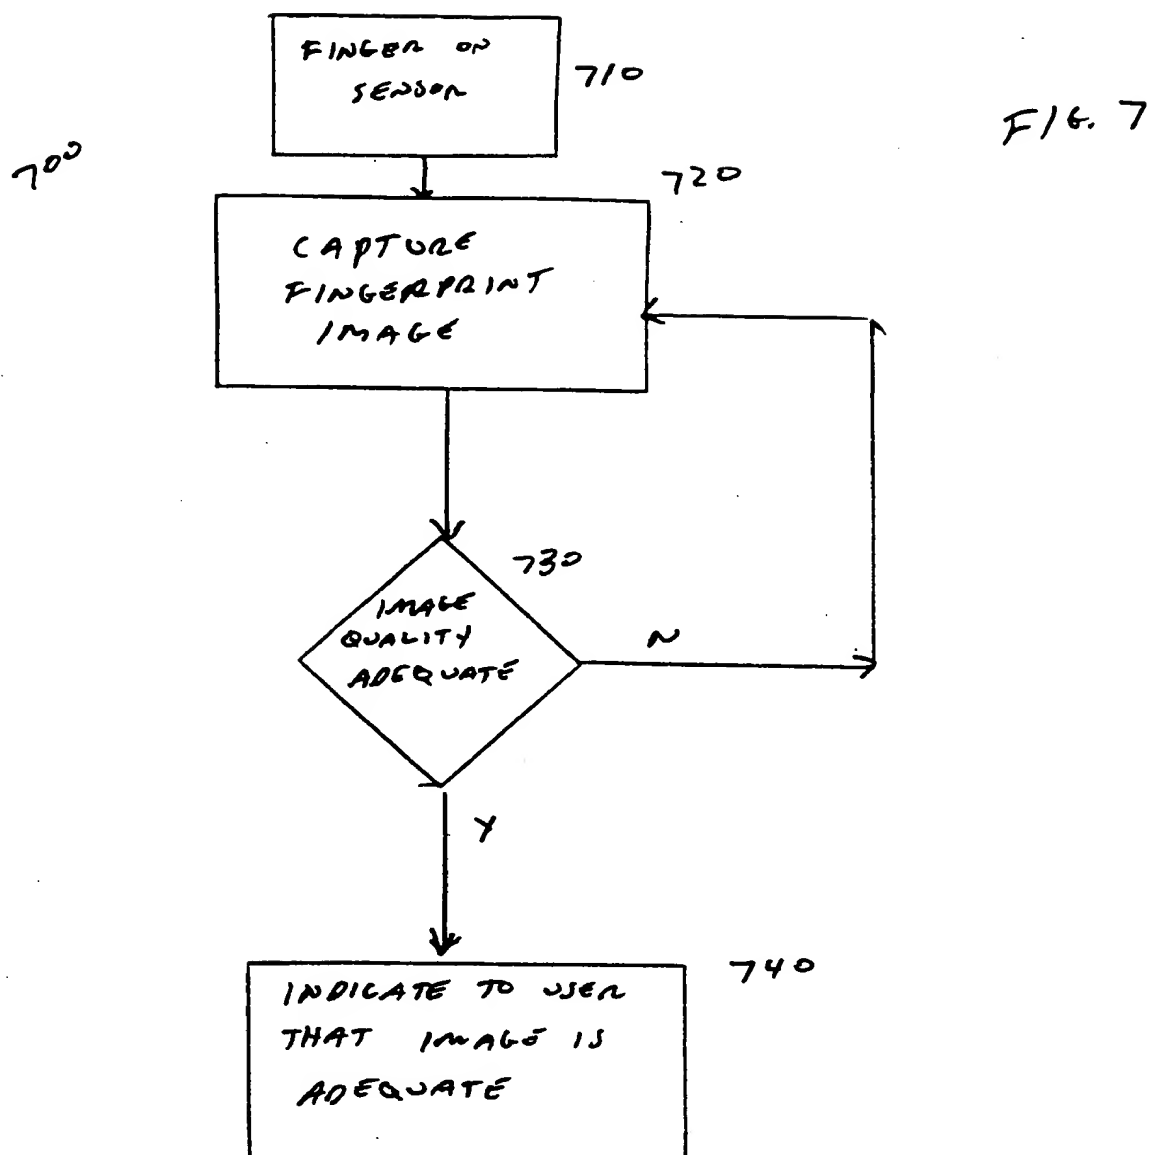 FINGER ON
SENSOR
710
FIG. 7
700
720
CAPTURE
FINGERPRINT
IMAGE
730
IMAGE
QUALITY
ADEQUATE
N
Y
740
INDICATE TO USER
THAT IMAGE IS
ADEQUATE